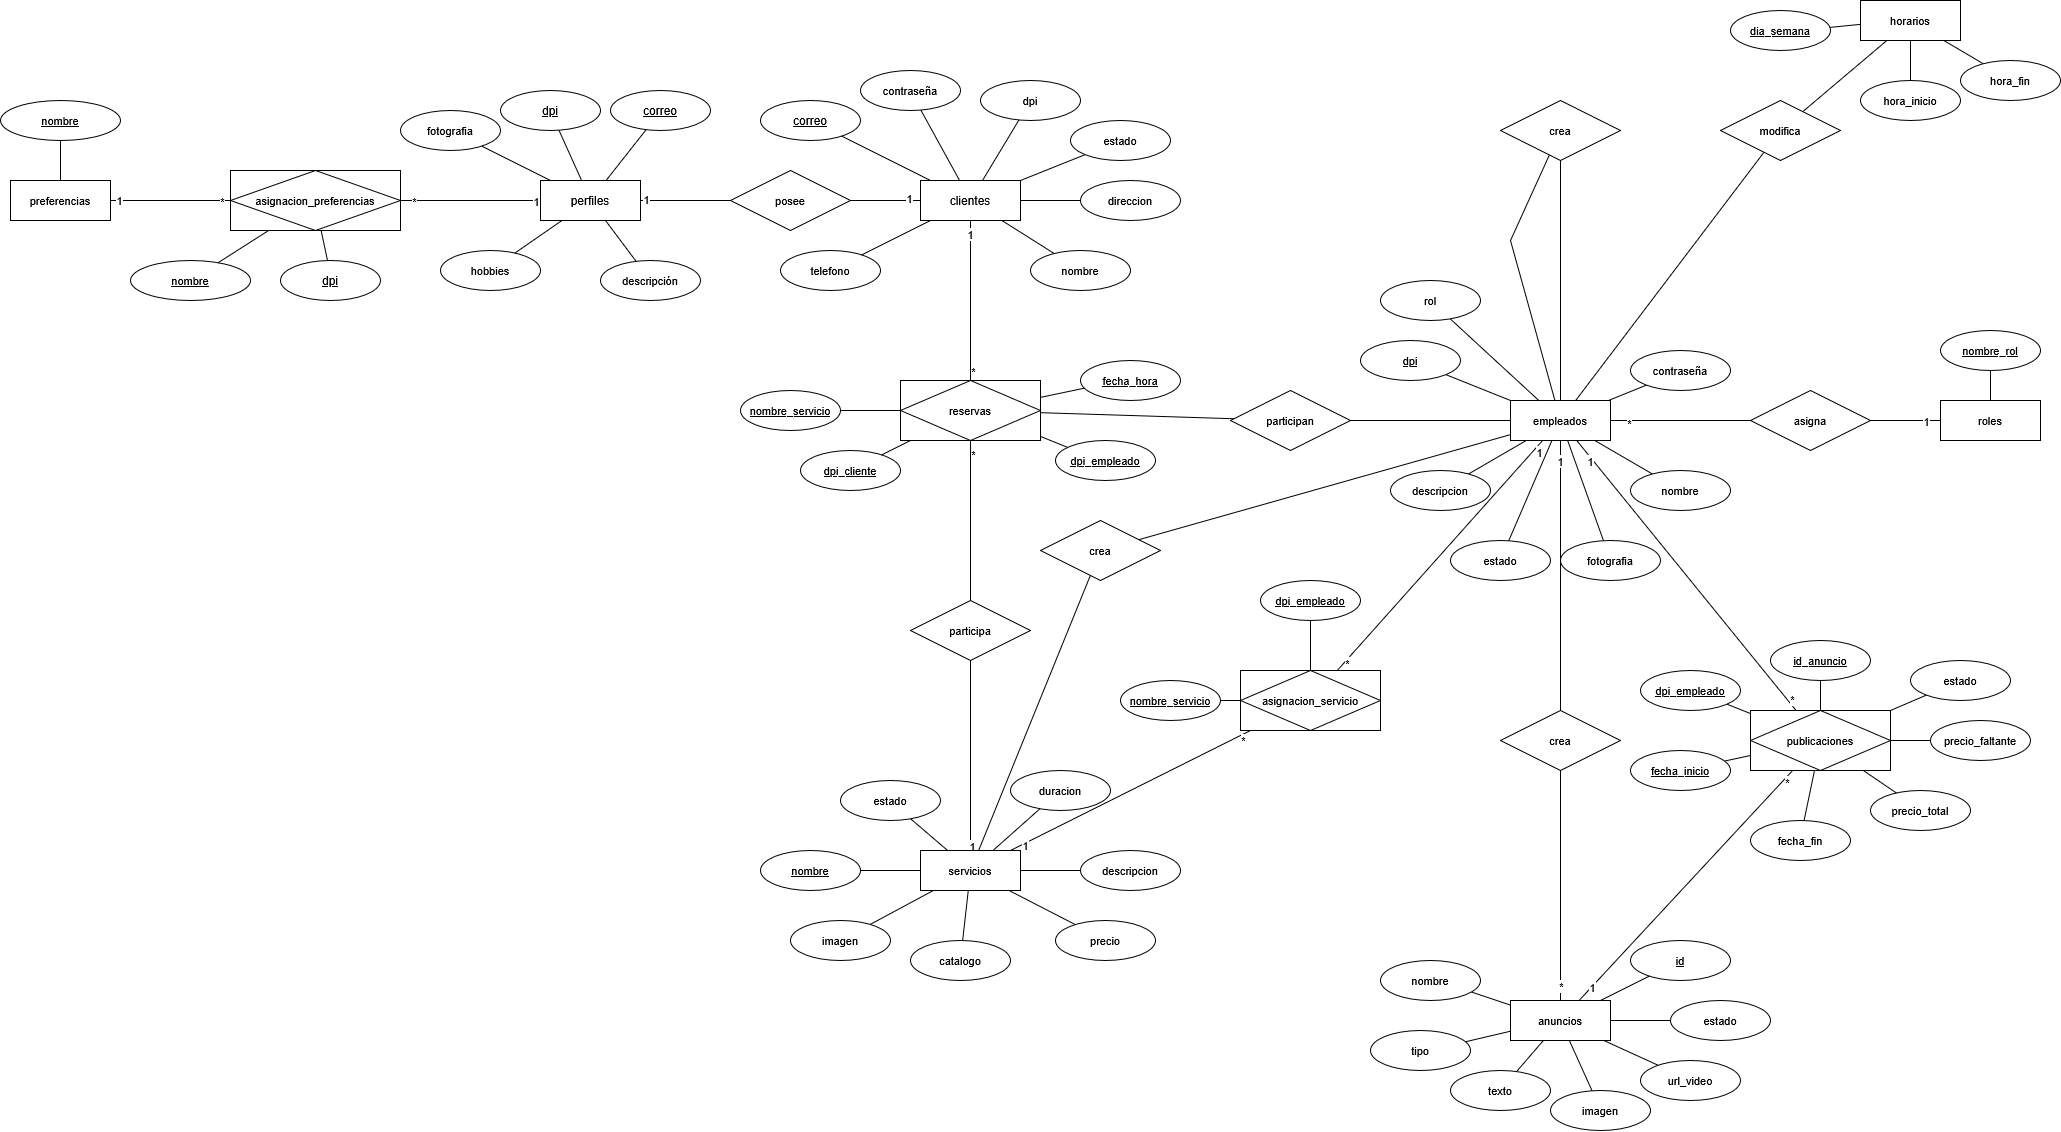 horarios
dia_semana
hora_fin
hora_inicio
contraseña
dpi
nombre
dpi
correo
correo
fotografia
crea
modifica
estado
preferencias
1
*
asignacion_preferencias
*
1
perfiles
1
posee
1
clientes
direccion
1
nombre
dpi
hobbies
descripción
telefono
nombre
rol
nombre_rol
dpi
contraseña
*
fecha_hora
nombre_servicio
reservas
participan
empleados
*
asigna
1
roles
*
dpi_cliente
dpi_empleado
1
1
1
descripcion
nombre
crea
estado
fotografia
dpi_empleado
participa
*
id_anuncio
estado
dpi_empleado
*
nombre_servicio
asignacion_servicio
*
crea
publicaciones
precio_faltante
fecha_inicio
*
estado
duracion
precio_total
fecha_fin
1
1
nombre
servicios
descripcion
imagen
catalogo
precio
id
nombre
*
1
anuncios
estado
tipo
texto
url_video
imagen